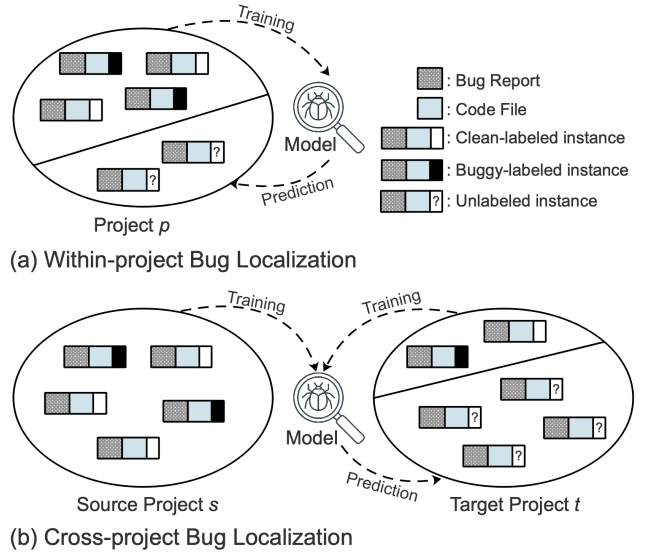 Training
Model
Prediction
Project p
?
?
: Bug Report
: Code File
: Clean-labeled instance
: Buggy-labeled instance
? : Unlabeled instance
(a) Within-project Bug Localization
Training
Training
Model
Prediction
?
?
?
?
Source Project s
Target Project t
(b) Cross-project Bug Localization